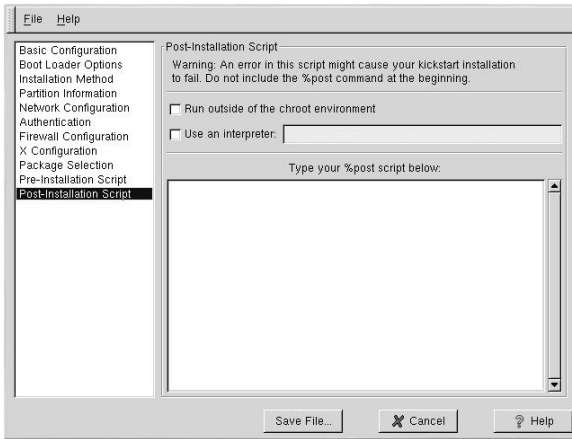 File Help
Basic Configuration
Boot Loader Options
Installation Method
Partition Information
Network Configuration
Authentication
Firewall Configuration
X Configuration
Package Selection
Pre-Installation Script
Post-Installation Script
Post-Installation Script
Warning: An error in this script might cause your kickstart installation
to fail. Do not include the %post command at the beginning.
Run outside of the chroot environment
Use an interpreter:
Type your %post script below:
Save File... Cancel Help